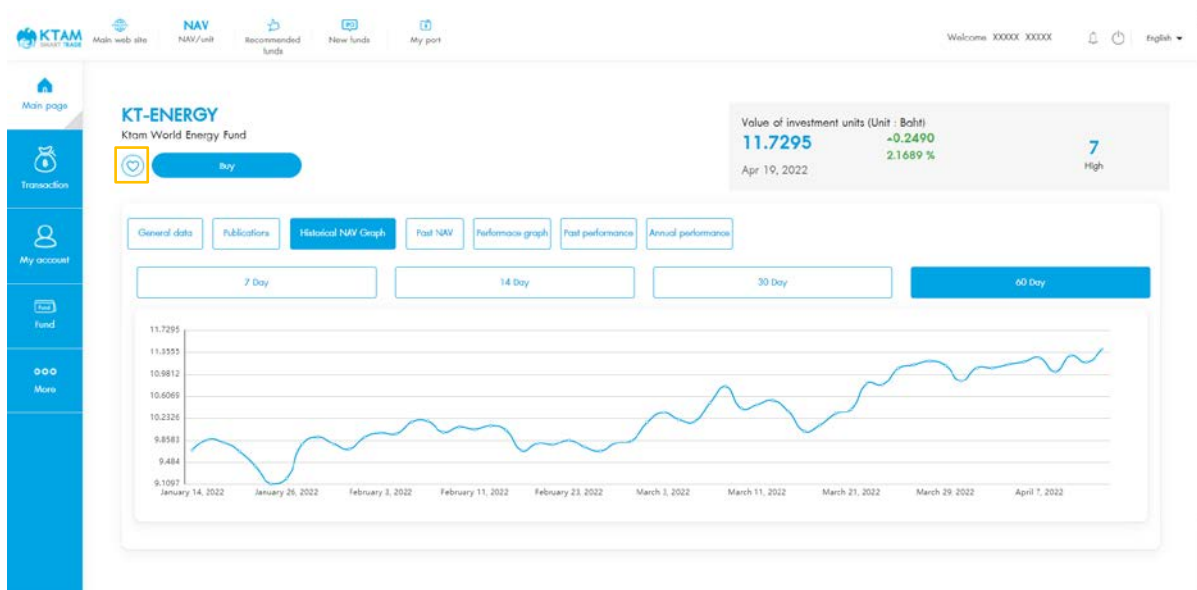 KTAM
SMART TRADE
Main web site
NAV
NAV/unit
Recommended
funds
New funds
My port
Welcome XXXXX XXXXX
English
Main page
Transaction
My account
Fund
Fund
More
KT-ENERGY
Ktam World Energy Fund
Buy
Value of investment units (Unit : Baht)
11.7295
+0.2490
2.1689 %
Apr 19, 2022
7
High
General data
Publications
Historical NAV Graph
Past NAV
Performace graph
Past performance
Annual performance
7 Day
14 Day
30 Day
60 Day
11.7295
11.3555
10.9812
10.6069
10.2326
9.8583
9.484
9.1097
January 14, 2022
January 26, 2022
February 3, 2022
February 11, 2022
February 23, 2022
March 3, 2022
March 11, 2022
March 21, 2022
March 29, 2022
April 7, 2022